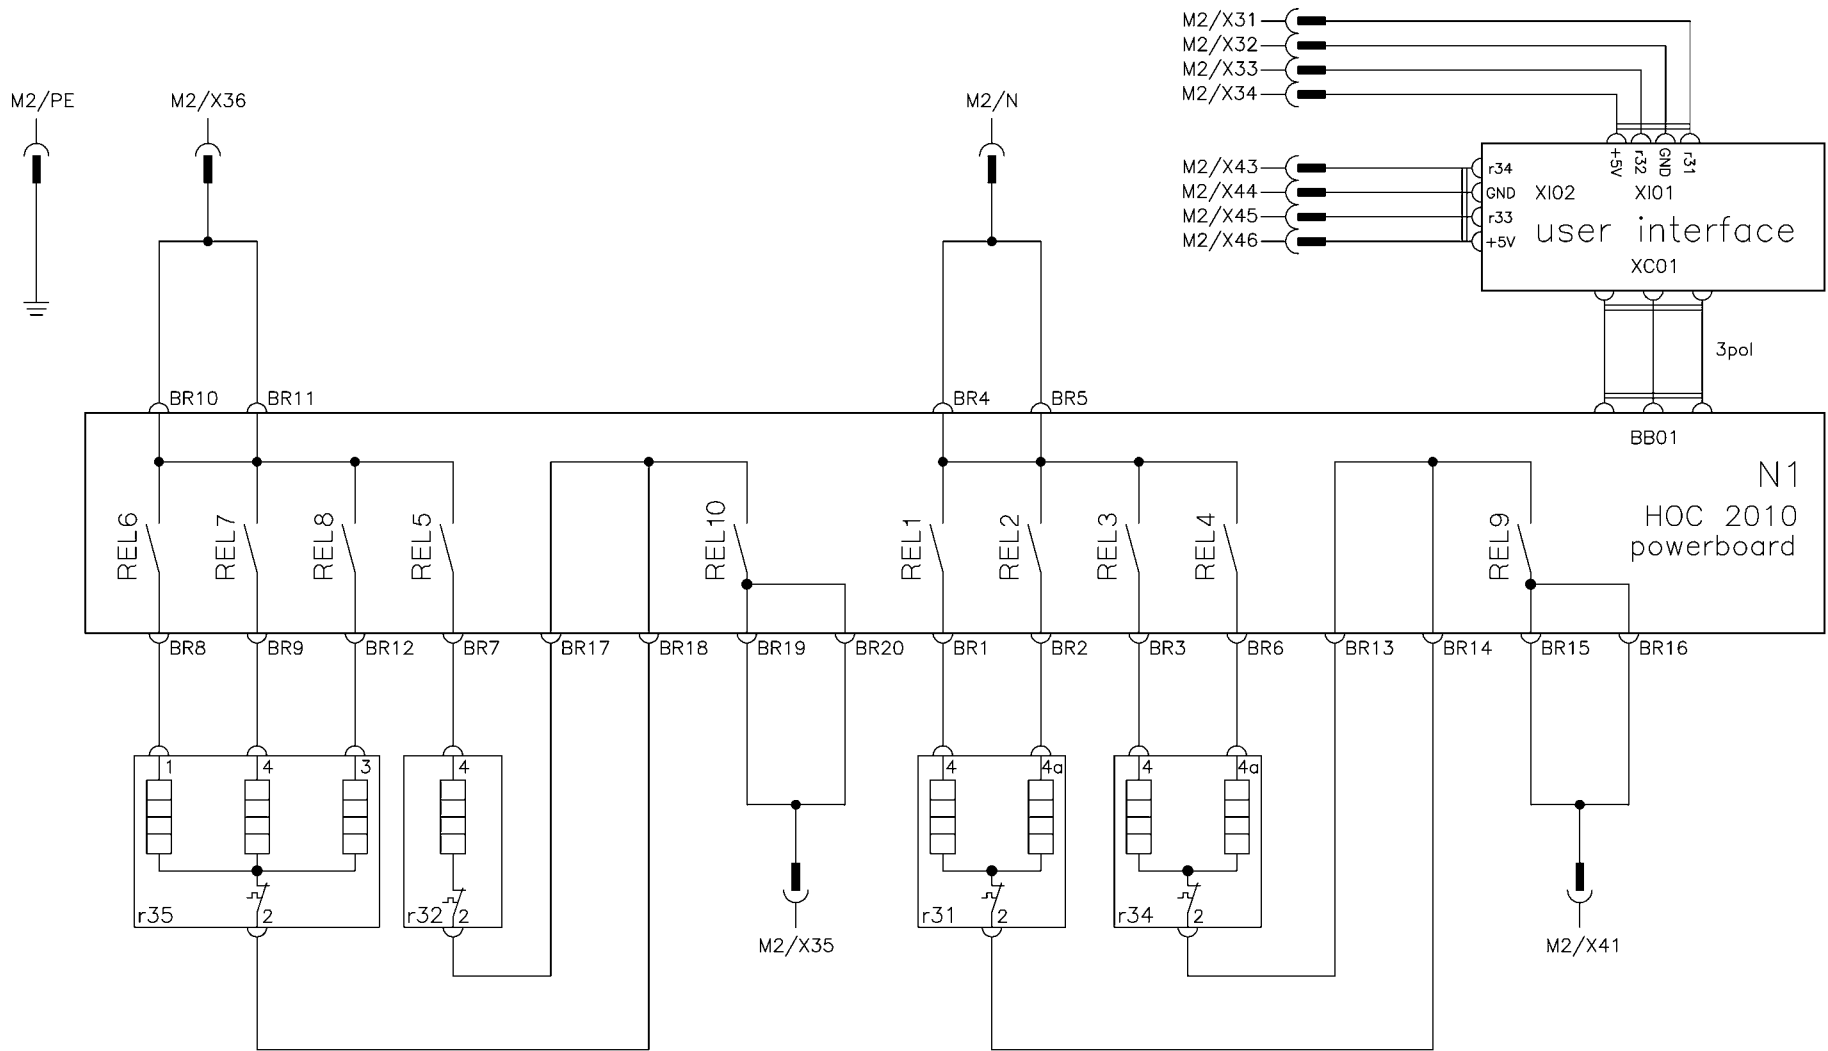 M2/X31
M2/X32
M2/X33
M2/X34
M2/PE
M2/X36
M2/N
+5V
r32
GND
r31
M2/X43
M2/X44
M2/X45
M2/X46
r34
GND
r33
+5V
XI02
XI01
user interface
XC01
3pol
BR10
BR11
BR4
BR5
BB01
N1
HOC 2010
powerboard
REL6
REL7
REL8
REL5
REL10
REL1
REL2
REL3
REL4
REL9
BR8
BR9
BR12
BR7
BR17
BR18
BR19
BR20
BR1
BR2
BR3
BR6
BR13
BR14
BR15
BR16
1
4
3
4
4
4a
4
4a
r35
2
r32
2
r31
2
r34
2
M2/X35
M2/X41